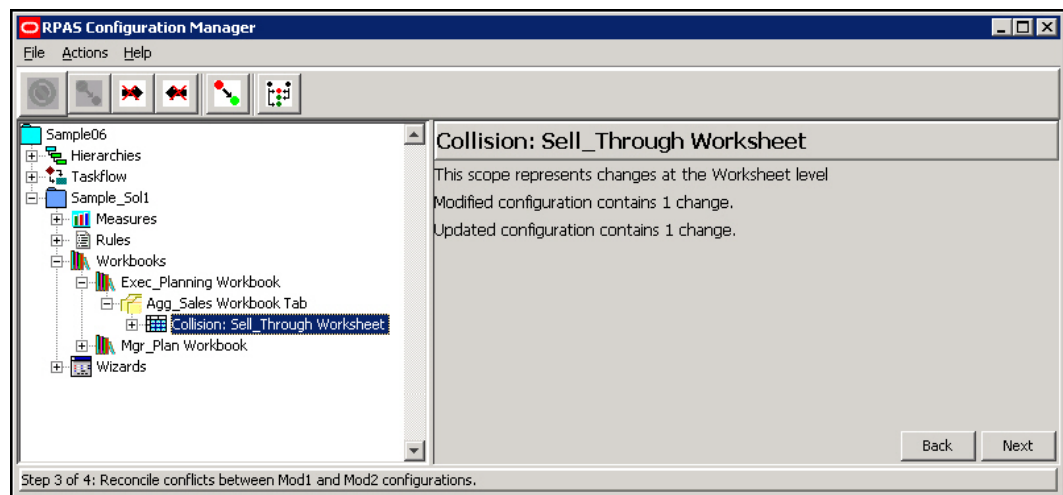 RPAS Configuration Manager
File Actions Help
Sample06
Hierarchies
Taskflow
Sample_Sol1
Measures
Rules
Workbooks
Exec_Planning Workbook
Agg_Sales Workbook Tab
Collision: Sell_Through Worksheet
Mgr_Plan Workbook
Wizards
Collision: Sell_Through Worksheet
This scope represents changes at the Worksheet level
Modified configuration contains 1 change.
Updated configuration contains 1 change.
Back Next
Step 3 of 4: Reconcile conflicts between Mod1 and Mod2 configurations.